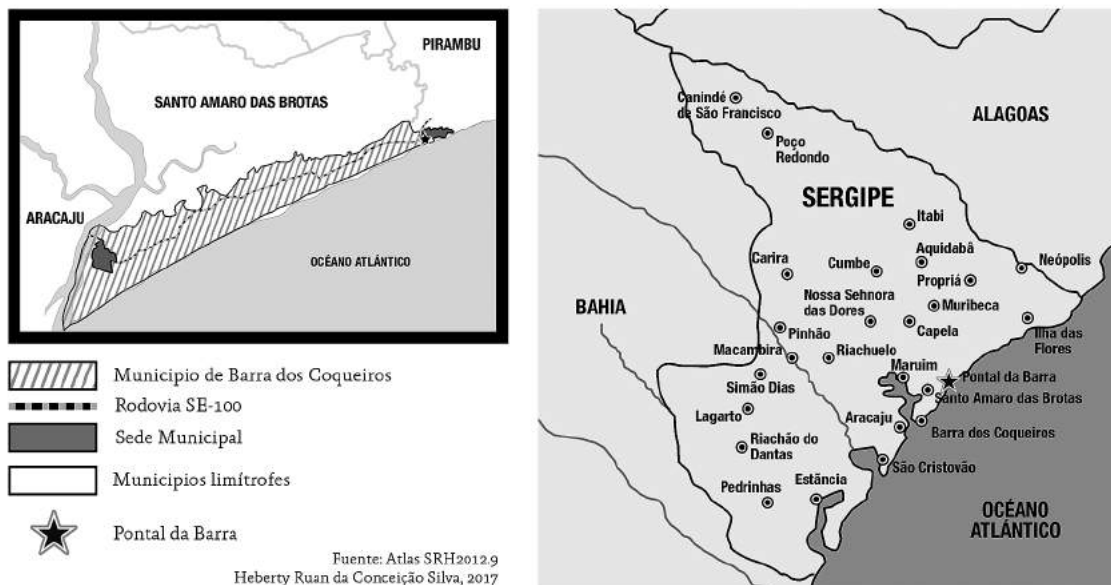 PIRAMBU
SANTO AMARO DAS BROTAS
ARACAJU
OCÉANO ATLÁNTICO
Municipio de Barra dos Coqueiros
Rodovia SE-100
Sede Municipal
Municipios limítrofes
Pontal da Barra
Fuente: Atlas SRH2012.9
Heberty Ruan da Conceição Silva, 2017
Canindé
de São Francisco
ALAGOAS
Poço
Redondo
SERGIPE
Itabi
Aquidabã
Carira
Cumbe
Neópolis
Propriá
BAHIA
Nossa Sehnora
das Dores
Muribeca
Pinhão
Capela
Ilha das
Flores
Macambira
Riachuelo
Maruim
Simão Dias
Pontal da Barra
Santo Amaro das Brotas
Lagarto
Aracaju
Barra dos Coqueiros
Riachão do
Dantas
São Cristovão
Pedrinhas
Estância
OCÉANO
ATLÁNTICO